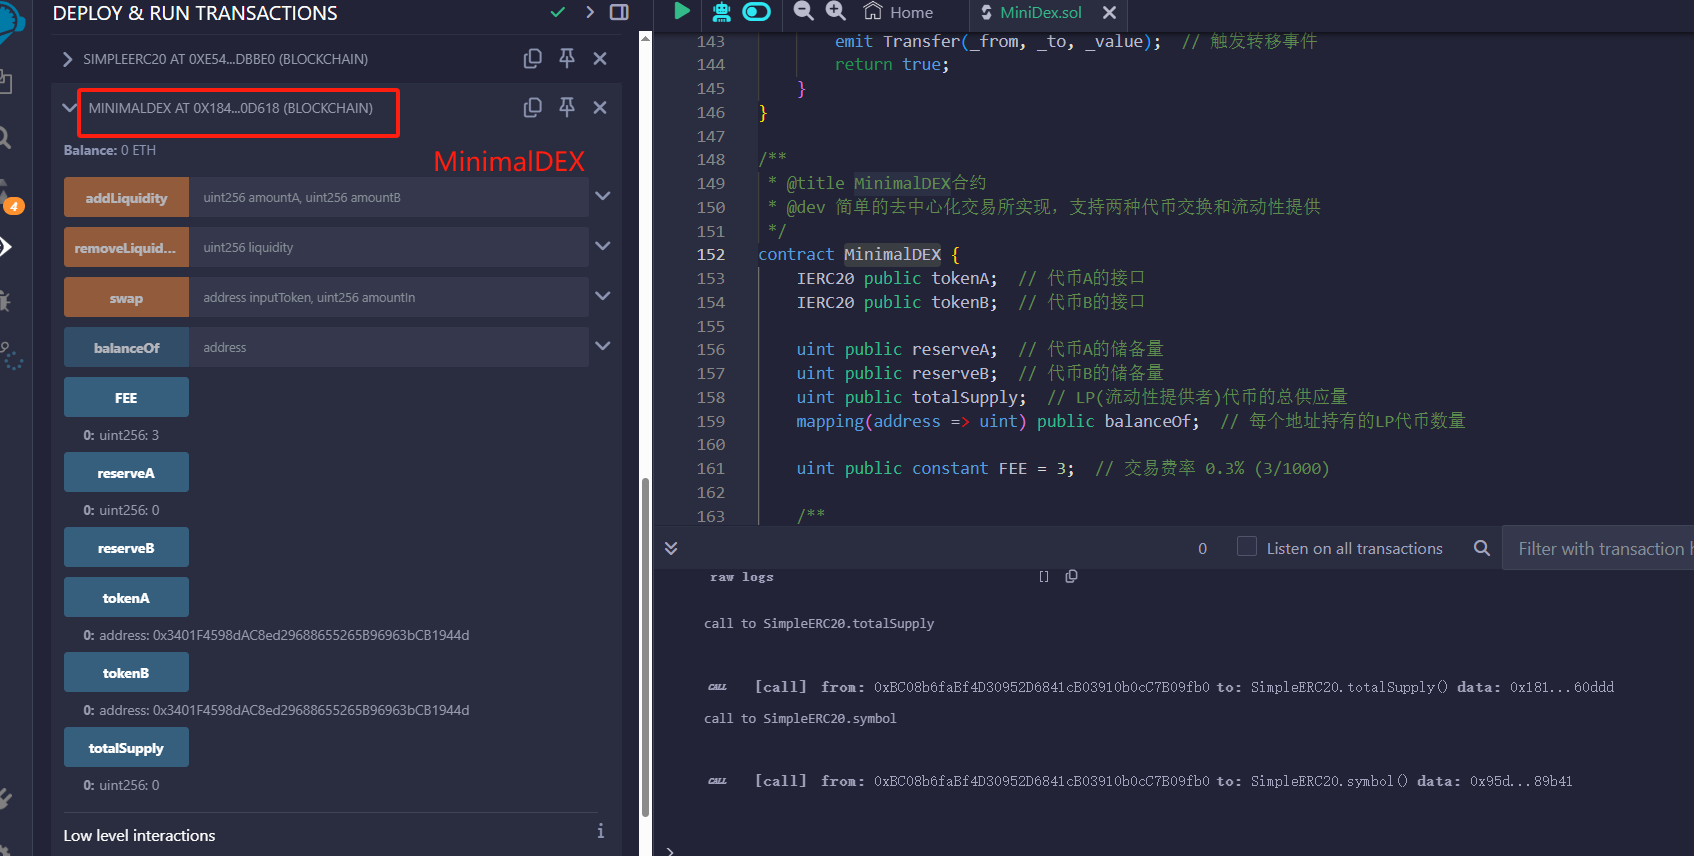 DEPLOY & RUN TRANSACTIONS
SIMPLEERC20 AT 0XE54...DBBE0 (BLOCKCHAIN)
MINIMALDEX AT 0X184...0D618 (BLOCKCHAIN)
Balance: 0 ETH
MinimalDEX
addLiquidity uint256 amountA, uint256 amountB
removeLiquid... uint256 liquidity
swap address inputToken, uint256 amountIn
balanceOf address
FEE
0: uint256: 3
reserveA
0: uint256: 0
reserveB
tokenA
0: address: 0x3401F4598dAC8ed29688655265B96963bCB1944d
tokenB
0: address: 0x3401F4598dAC8ed29688655265B96963bCB1944d
totalSupply
0: uint256: 0
Low level interactions
4
Home
MiniDex.sol
143 emit Transfer(_from, _to, _value); // 触发转移事件
144 return true;
145 }
146 }
147
148 /**
149 * @title MinimalDEX合约
150 * @dev 简单的去中心化交易所实现，支持两种代币交换和流动性提供
151 */
152 contract MinimalDEX {
153 IERC20 public tokenA; // 代币A的接口
154 IERC20 public tokenB; // 代币B的接口
155
156 uint public reserveA; // 代币A的储备量
157 uint public reserveB; // 代币B的储备量
158 uint public totalSupply; // LP(流动性提供者)代币的总供应量
159 mapping(address => uint) public balanceOf; // 每个地址持有的LP代币数量
160
161 uint public constant FEE = 3; // 交易费率 0.3% (3/1000)
162
163 /**
0 Listen on all transactions Filter with transaction
raw logs []
call to SimpleERC20.totalSupply
CALL [call] from: 0xBC08b6faBf4D30952D6841cB03910b0cC7B09fb0 to: SimpleERC20.totalSupply() data: 0x181...60ddd
call to SimpleERC20.symbol
CALL [call] from: 0xBC08b6faBf4D30952D6841cB03910b0cC7B09fb0 to: SimpleERC20.symbol() data: 0x95d...89b41
>